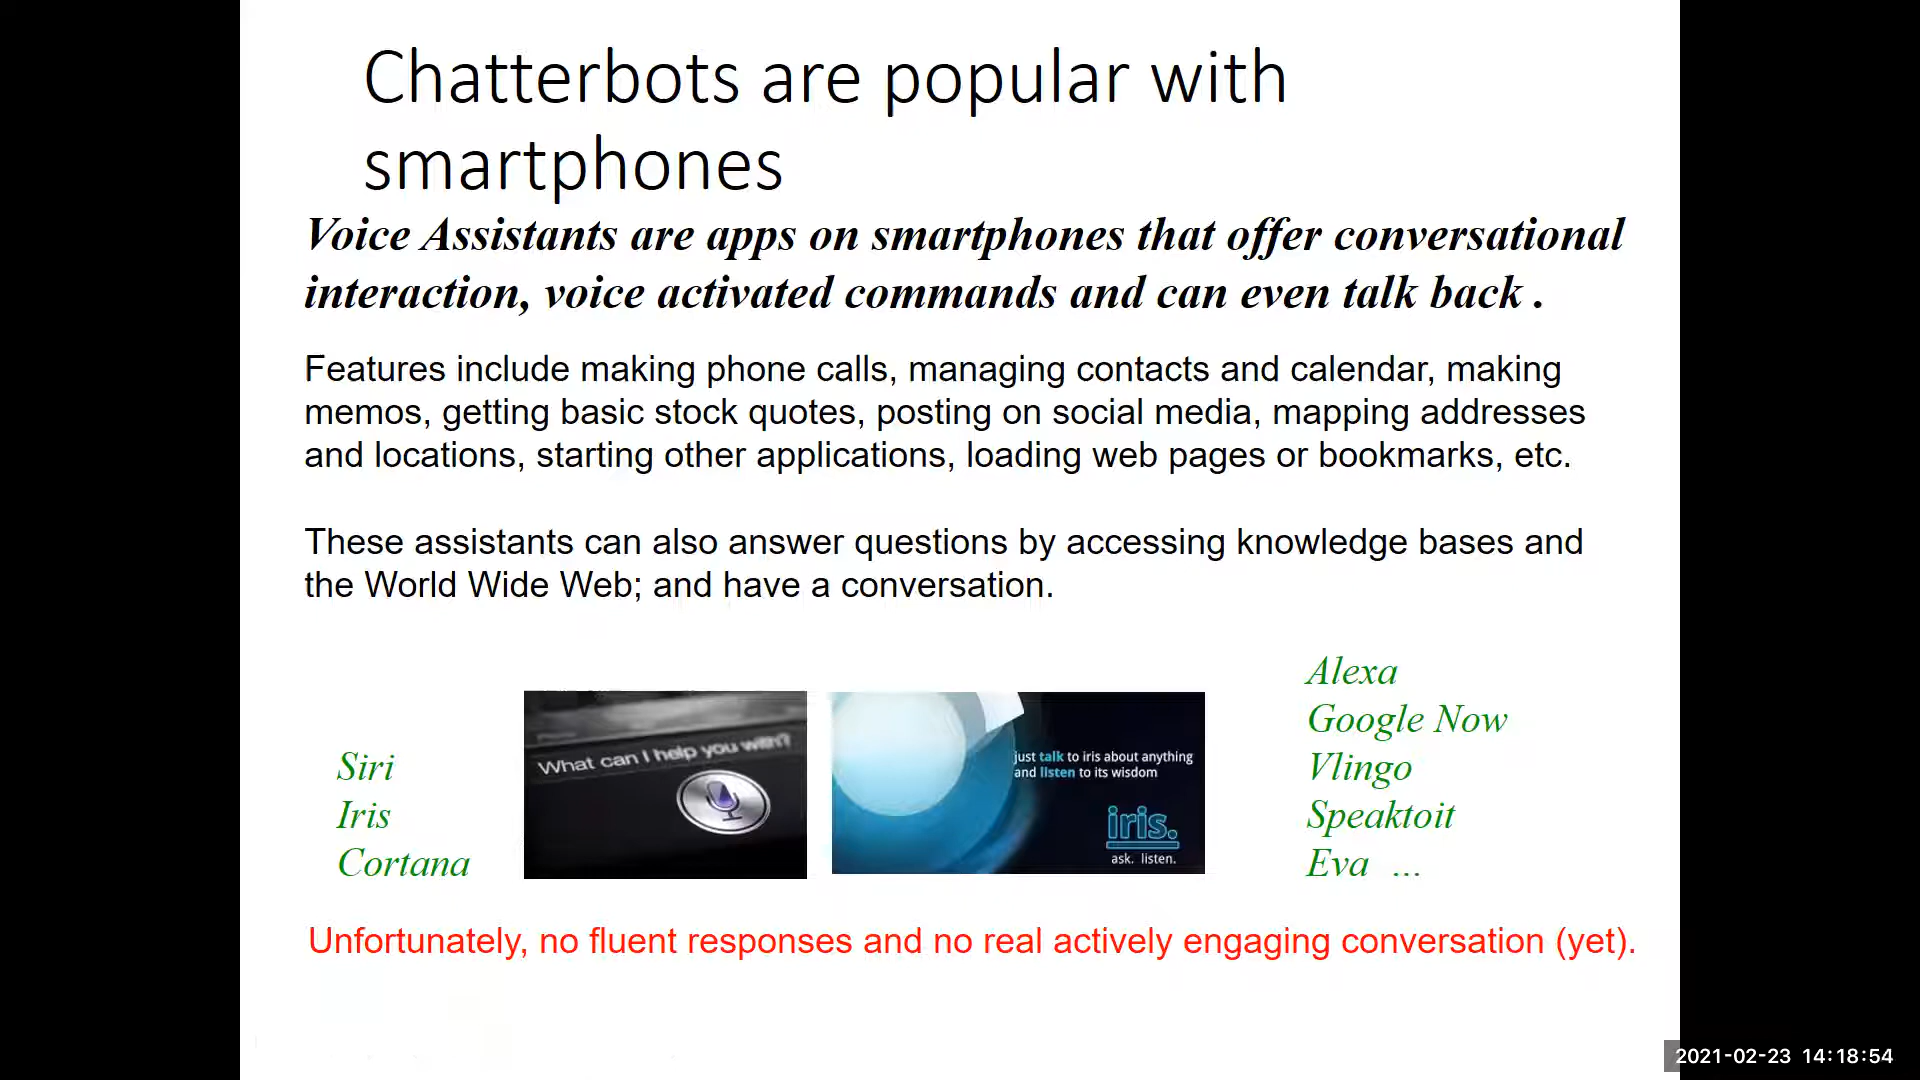 Chatterbots are popular with
smartphones
Voice Assistants are apps on smartphones that offer conversational
interaction, voice activated commands and can even talk back .
Features include making phone calls, managing contacts and calendar, making
memos, getting basic stock quotes, posting on social media, mapping addresses
and locations, starting other applications, loading web pages or bookmarks, etc.
These assistants can also answer questions by accessing knowledge bases and
the World Wide Web; and have a conversation.
Siri
Iris
Cortana
What can I help you with?
just talk to iris about anything
and listen to its wisdom
iris.
ask. listen.
Alexa
Google Now
Vlingo
Speaktoit
Eva ...
Unfortunately, no fluent responses and no real actively engaging conversation (yet).
2021-02-23 14:18:54